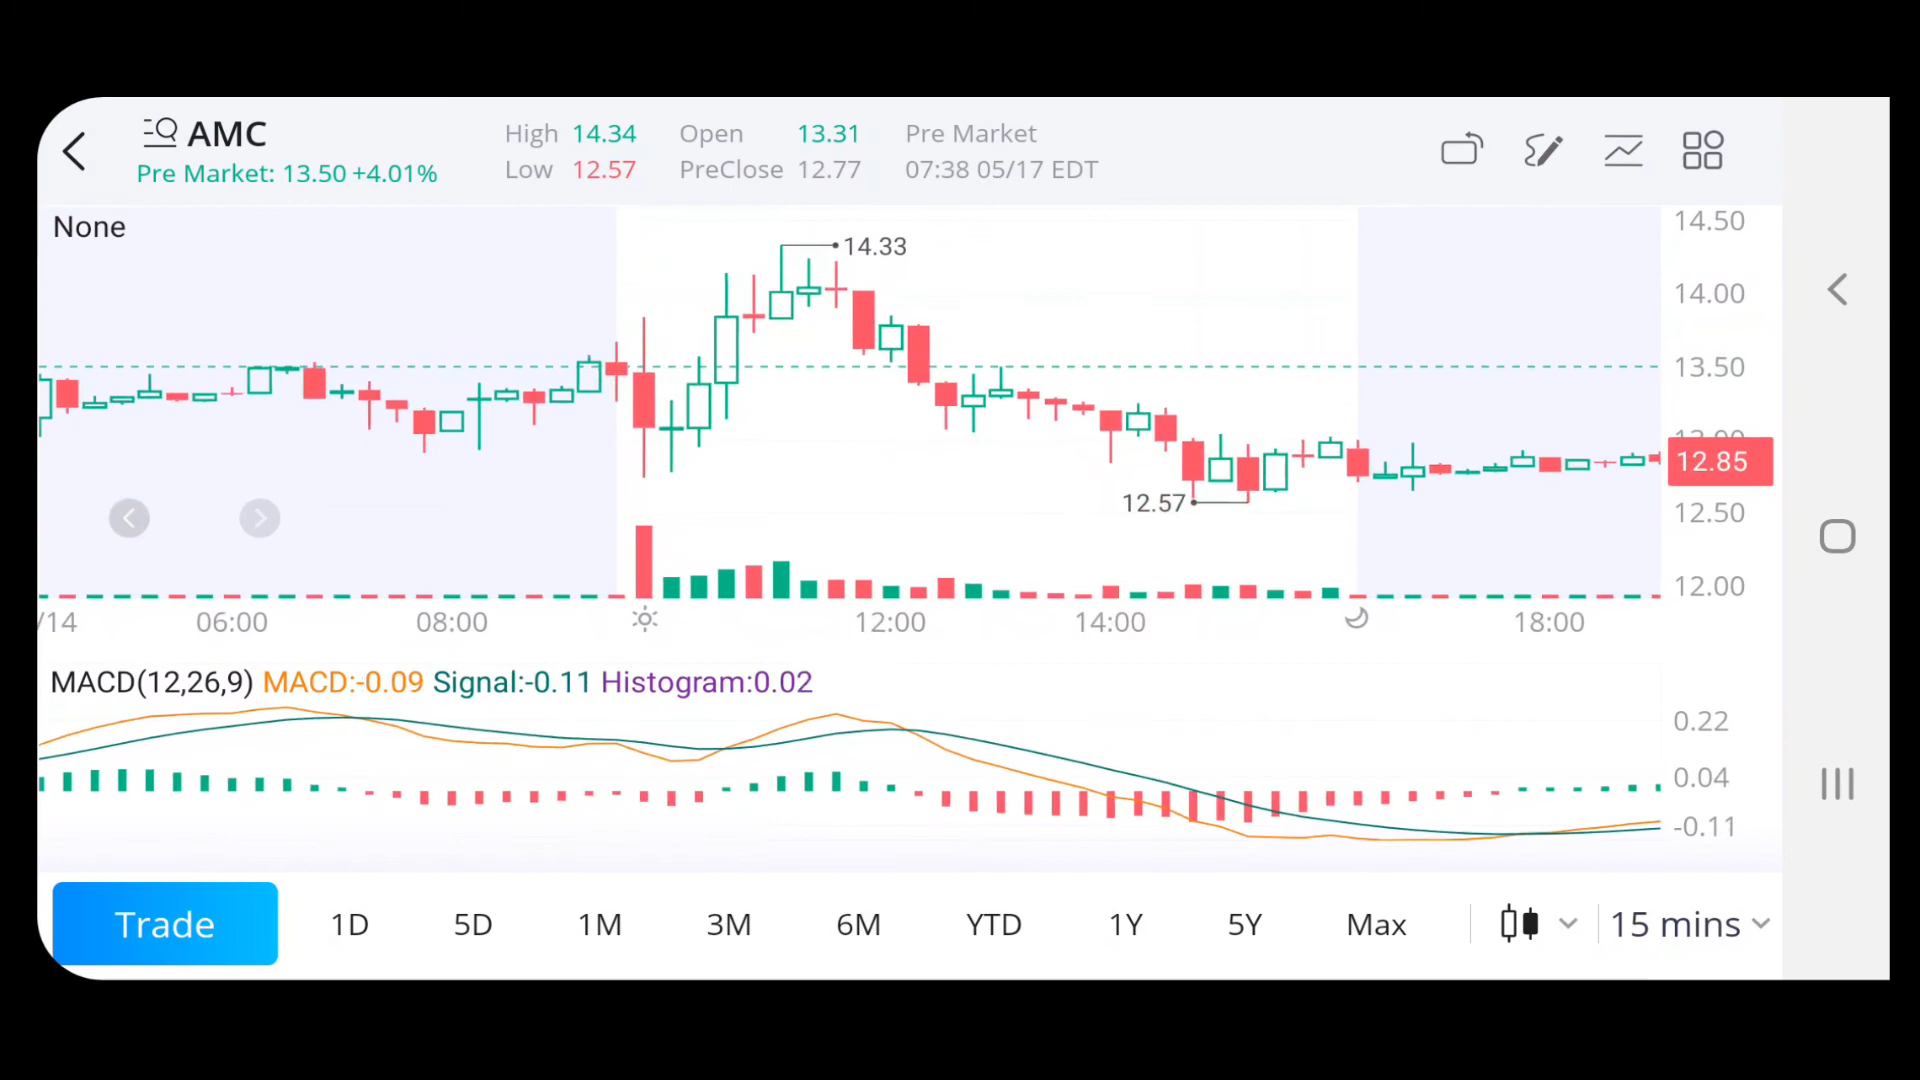 AMC
Pre Market: 13.50 +4.01%
High 14.34 Open 13.31 Pre Market
Low 12.57 PreClose 12.77 07:38 05/17 EDT
None
14.50
14.33
14.00
13.50
13.00
12.85
12.57
12.50
12.00
/14 06:00 08:00 12:00 14:00 18:00
MACD(12,26,9) MACD:-0.09 Signal:-0.11 Histogram:0.02
0.22
0.04
-0.11
Trade 1D 5D 1M 3M 6M YTD 1Y 5Y Max 15 mins